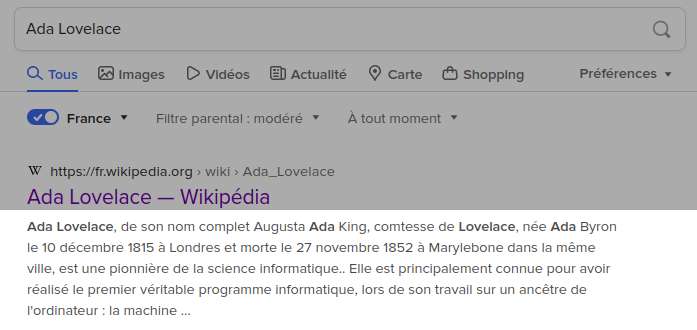 Ada Lovelace
Tous Images Vidéos Actualité Carte Shopping Préférences
France Filtre parental : modéré À tout moment
W https://fr.wikipedia.org › wiki › Ada_Lovelace
Ada Lovelace — Wikipédia
Ada Lovelace, de son nom complet Augusta Ada King, comtesse de Lovelace, née Ada Byron
le 10 décembre 1815 à Londres et morte le 27 novembre 1852 à Marylebone dans la même
ville, est une pionnière de la science informatique.. Elle est principalement connue pour avoir
réalisé le premier véritable programme informatique, lors de son travail sur un ancêtre de
l'ordinateur : la machine ...